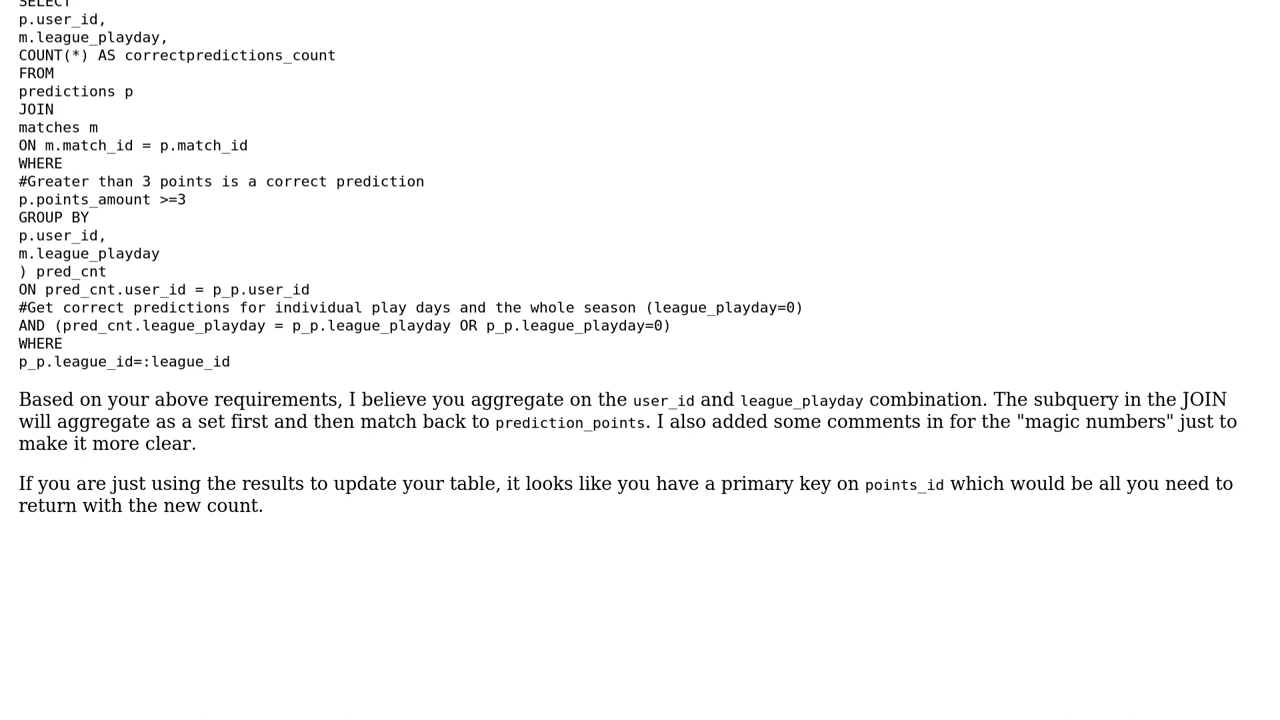 SELECT
p.user_id,
m.league_playday,
COUNT(*) AS correctpredictions_count
FROM
predictions p
JOIN
matches m
ON m.match_id = p.match_id
WHERE
#Greater than 3 points is a correct prediction
p.points_amount >=3
GROUP BY
p.user_id,
m.league_playday
) pred_cnt
ON pred_cnt.user_id = p_p.user_id
#Get correct predictions for individual play days and the whole season (league_playday=0)
AND (pred_cnt.league_playday = p_p.league_playday OR p_p.league_playday=0)
WHERE
p_p.league_id=:league_id
Based on your above requirements, I believe you aggregate on the user_id and league_playday combination. The subquery in the JOIN
will aggregate as a set first and then match back to prediction_points. I also added some comments in for the "magic numbers" just to
make it more clear.
If you are just using the results to update your table, it looks like you have a primary key on points_id which would be all you need to
return with the new count.